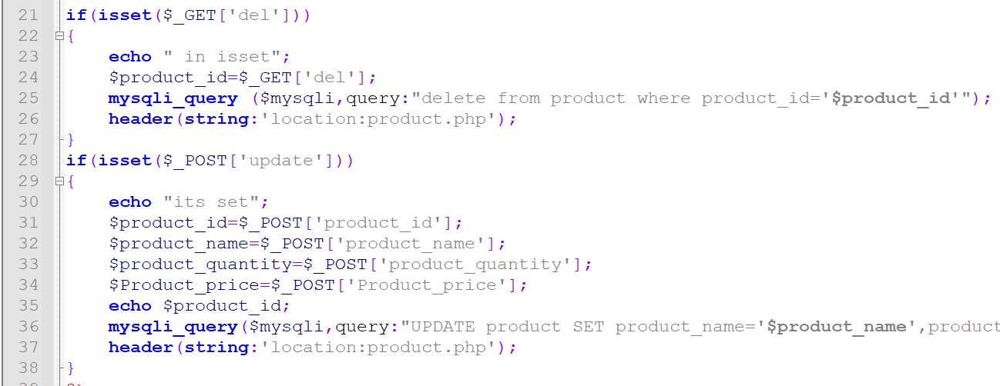 21 if(isset($_GET['del']))
22 {
23 echo " in isset";
24 $product_id=$_GET['del'];
25 mysqli_query ($mysqli,query:"delete from product where product_id='$product_id'");
26 header(string:'location:product.php');
27 }
28 if(isset($_POST['update']))
29 {
30 echo "its set";
31 $product_id=$_POST['product_id'];
32 $product_name=$_POST['product_name'];
33 $product_quantity=$_POST['product_quantity'];
34 $Product_price=$_POST['Product_price'];
35 echo $product_id;
36 mysqli_query($mysqli,query:"UPDATE product SET product_name='$product_name',product
37 header(string:'location:product.php');
38 }